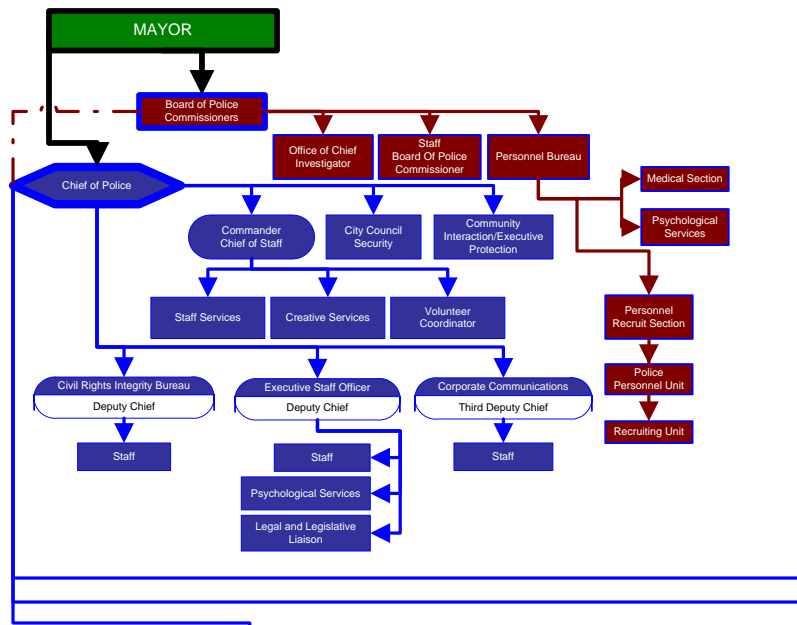 MAYOR
Board of Police
Commissioners
Office of Chief
Investigator
Staff
Board Of Police
Commissioner
Personnel Bureau
Medical Section
Chief of Police
Psychological
Services
Commander
Chief of Staff
City Council
Security
Community
Interaction/Executive
Protection
Staff Services
Creative Services
Volunteer
Coordinator
Personnel
Recruit Section
Police
Personnel Unit
Recruiting Unit
Civil Rights Integrity Bureau
Deputy Chief
Executive Staff Officer
Deputy Chief
Corporate Communications
Third Deputy Chief
Staff
Staff
Staff
Psychological Services
Legal and Legislative
Liaison